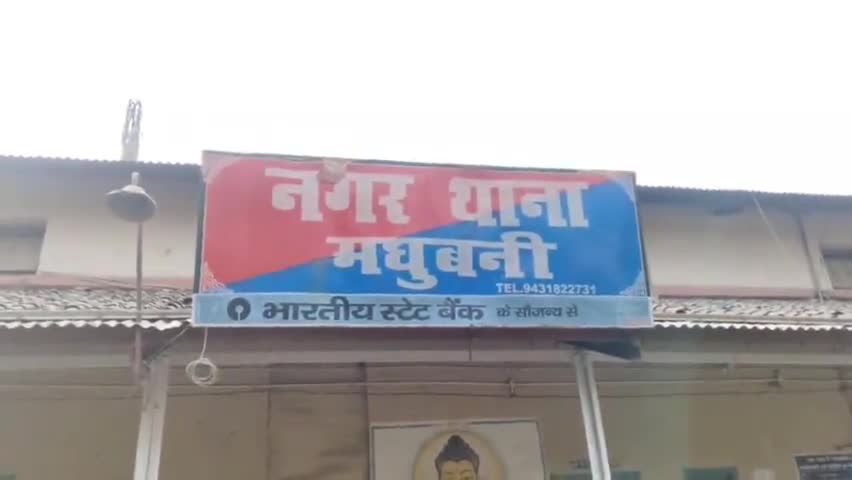 नगर थाना
मधुबनी
TEL.9431822731
भारतीय स्टेट बैंक के सौजन्य से